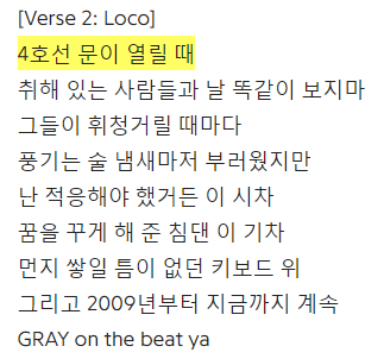 [Verse 2: Loco]
4호선 문이 열릴 때
취해 있는 사람들과 날 똑같이 보지마
그들이 휘청거릴 때마다
풍기는 술 냄새마저 부러웠지만
난 적응해야 했거든 이 시차
꿈을 꾸게 해 준 침댄 이 기차
먼지 쌓일 틈이 없던 키보드 위
그리고 2009년부터 지금까지 계속
GRAY on the beat ya